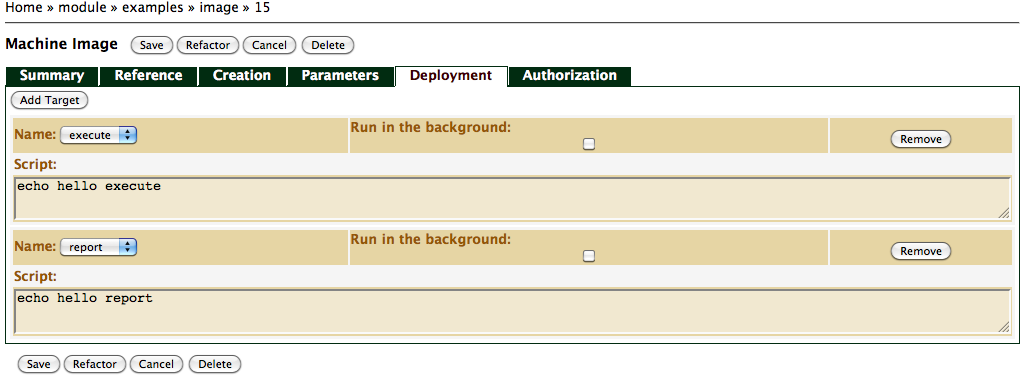 Home » module » examples » image » 15
Machine Image Save Refactor Cancel Delete
Summary Reference Creation Parameters Deployment Authorization
Add Target
Name: execute Run in the background: Remove
Script:
echo hello execute
Name: report Run in the background: Remove
Script:
echo hello report
Save Refactor Cancel Delete